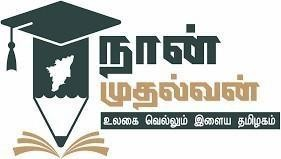 நான்
முதல்வன்
உலகை வெல்லும் இளைய தமிழகம்